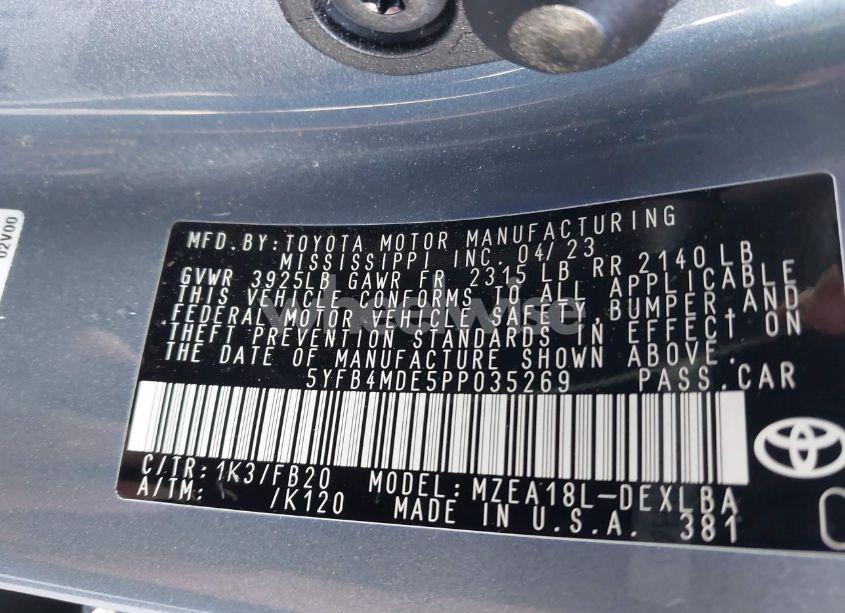 02V00
MFD. BY: TOYOTA MOTOR MANUFACTURING
MISSISSIPPI INC. 04/23
GVWR 3925LB GAWR FR 2315 LB RR 2140 LB
THIS VEHICLE CONFORMS TO ALL APPLICABLE
FEDERAL MOTOR VEHICLE SAFETY, BUMPER, AND
THEFT PREVENTION STANDARDS IN EFFECT ON
THE DATE OF MANUFACTURE SHOWN ABOVE.
5YFB4MDE5PP035269 PASS.CAR
C/TR: 1K3/FB20 MODEL: MZEA18L-DEXLBA
A/TM: /K120 MADE IN U.S.A. 381